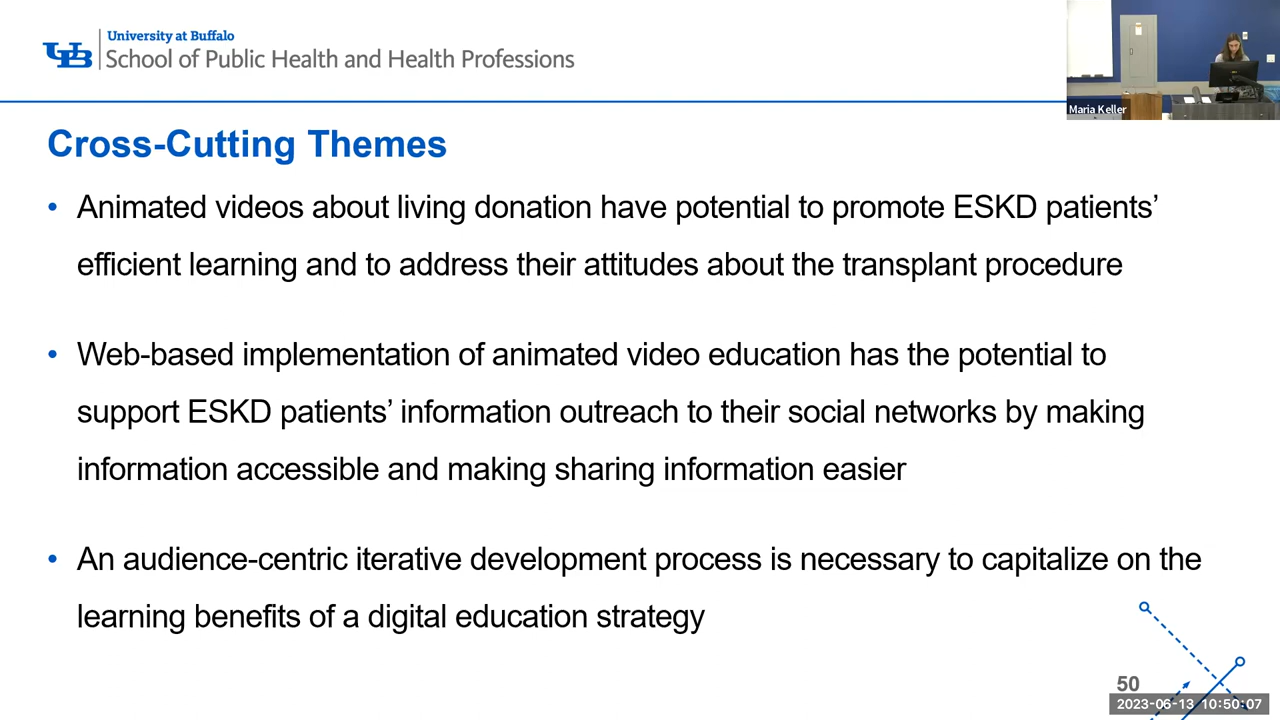 University at Buffalo
School of Public Health and Health Professions
Maria Keller
Cross-Cutting Themes
• Animated videos about living donation have potential to promote ESKD patients’
efficient learning and to address their attitudes about the transplant procedure
• Web-based implementation of animated video education has the potential to
support ESKD patients’ information outreach to their social networks by making
information accessible and making sharing information easier
• An audience-centric iterative development process is necessary to capitalize on the
learning benefits of a digital education strategy
50
2023-06-13 10:50:07